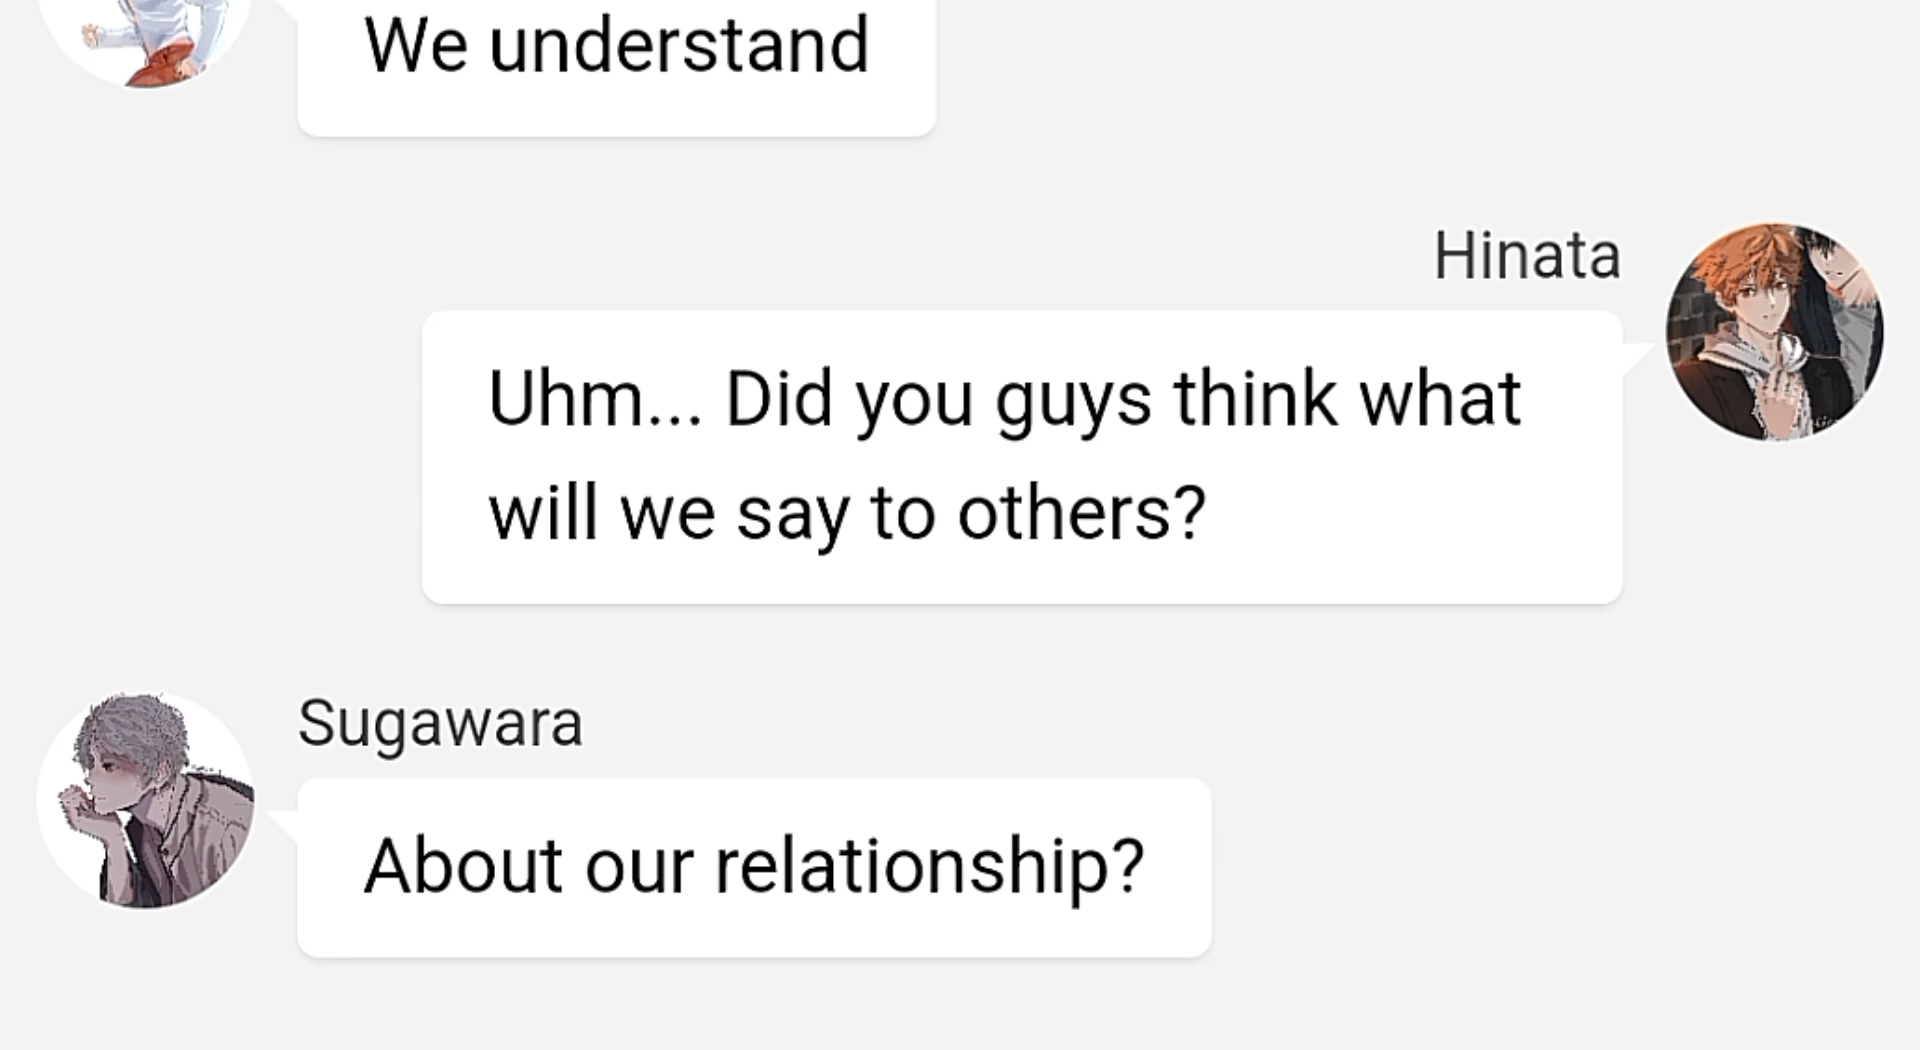 We understand
Hinata
Uhm... Did you guys think what
will we say to others?
Sugawara
About our relationship?